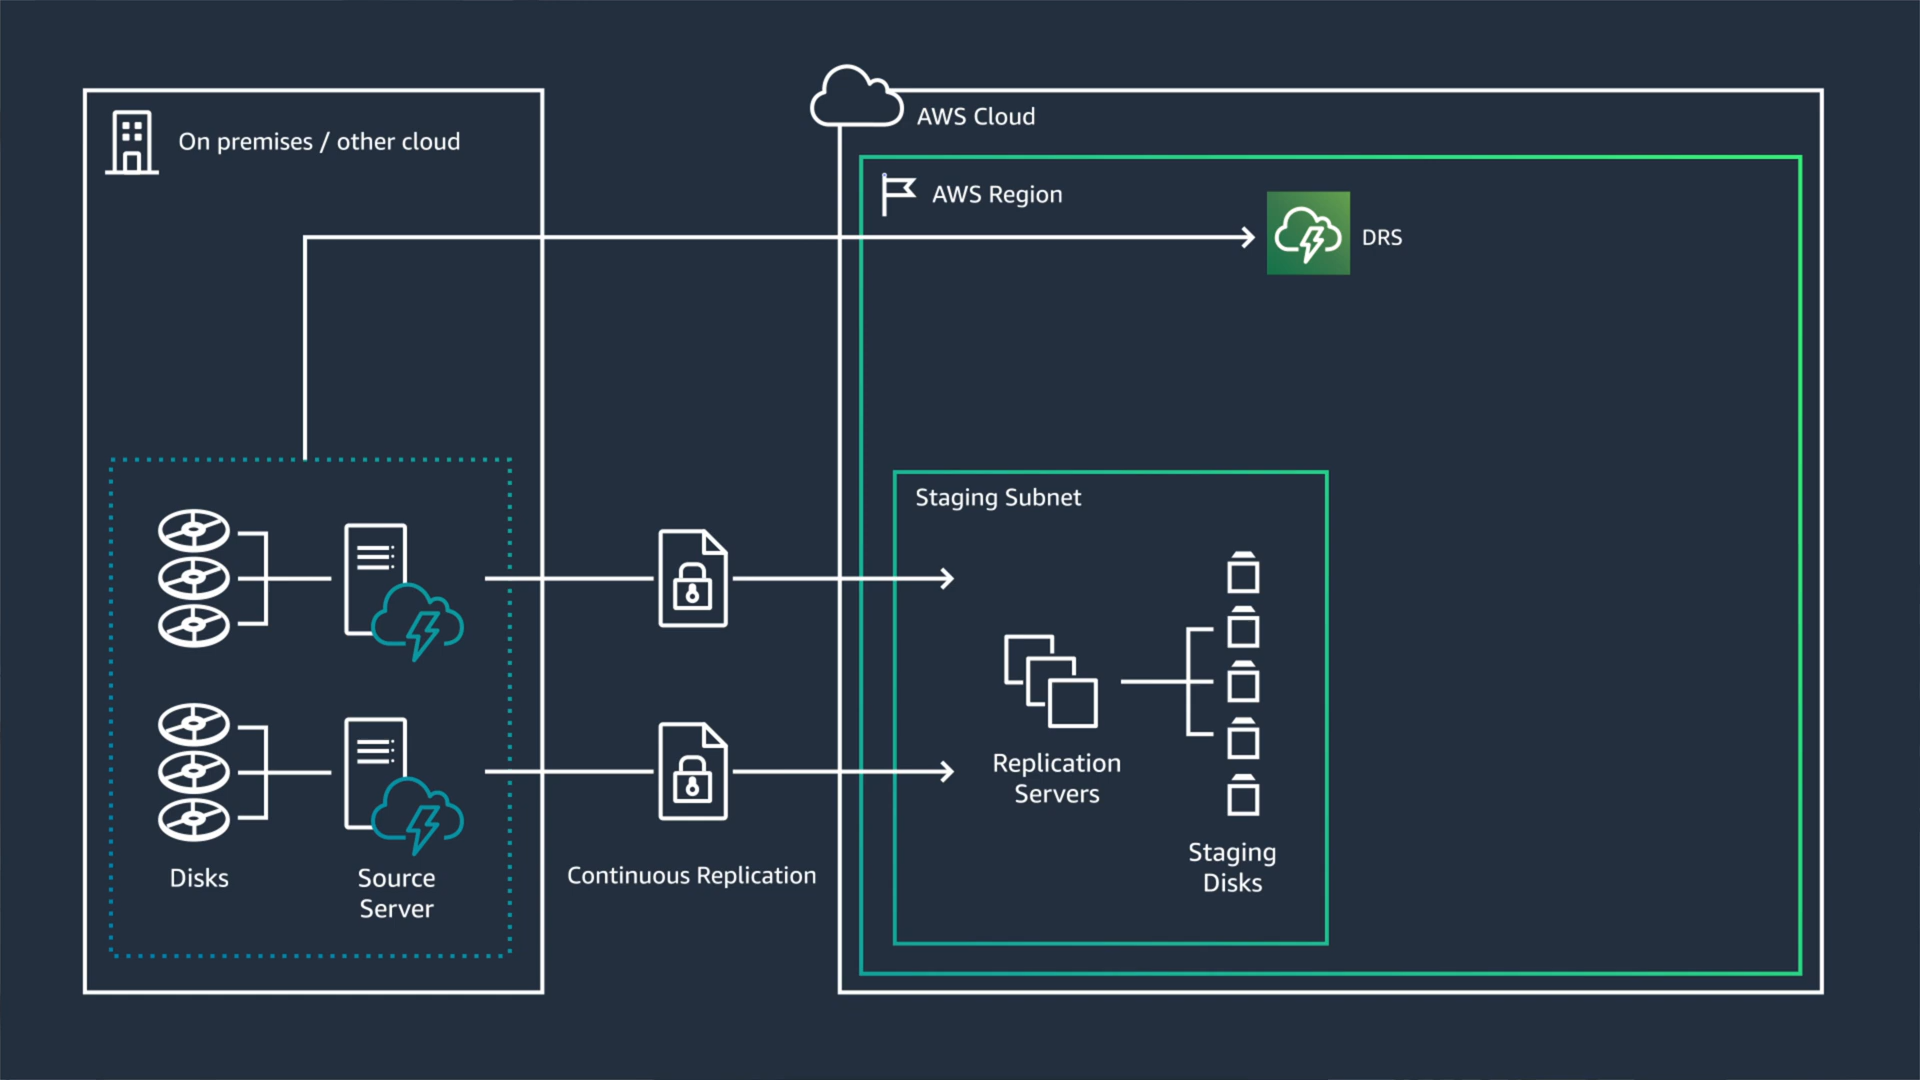 On premises / other cloud
AWS Cloud
AWS Region
DRS
Staging Subnet
Replication
Servers
Staging
Disks
Disks
Source
Server
Continuous Replication